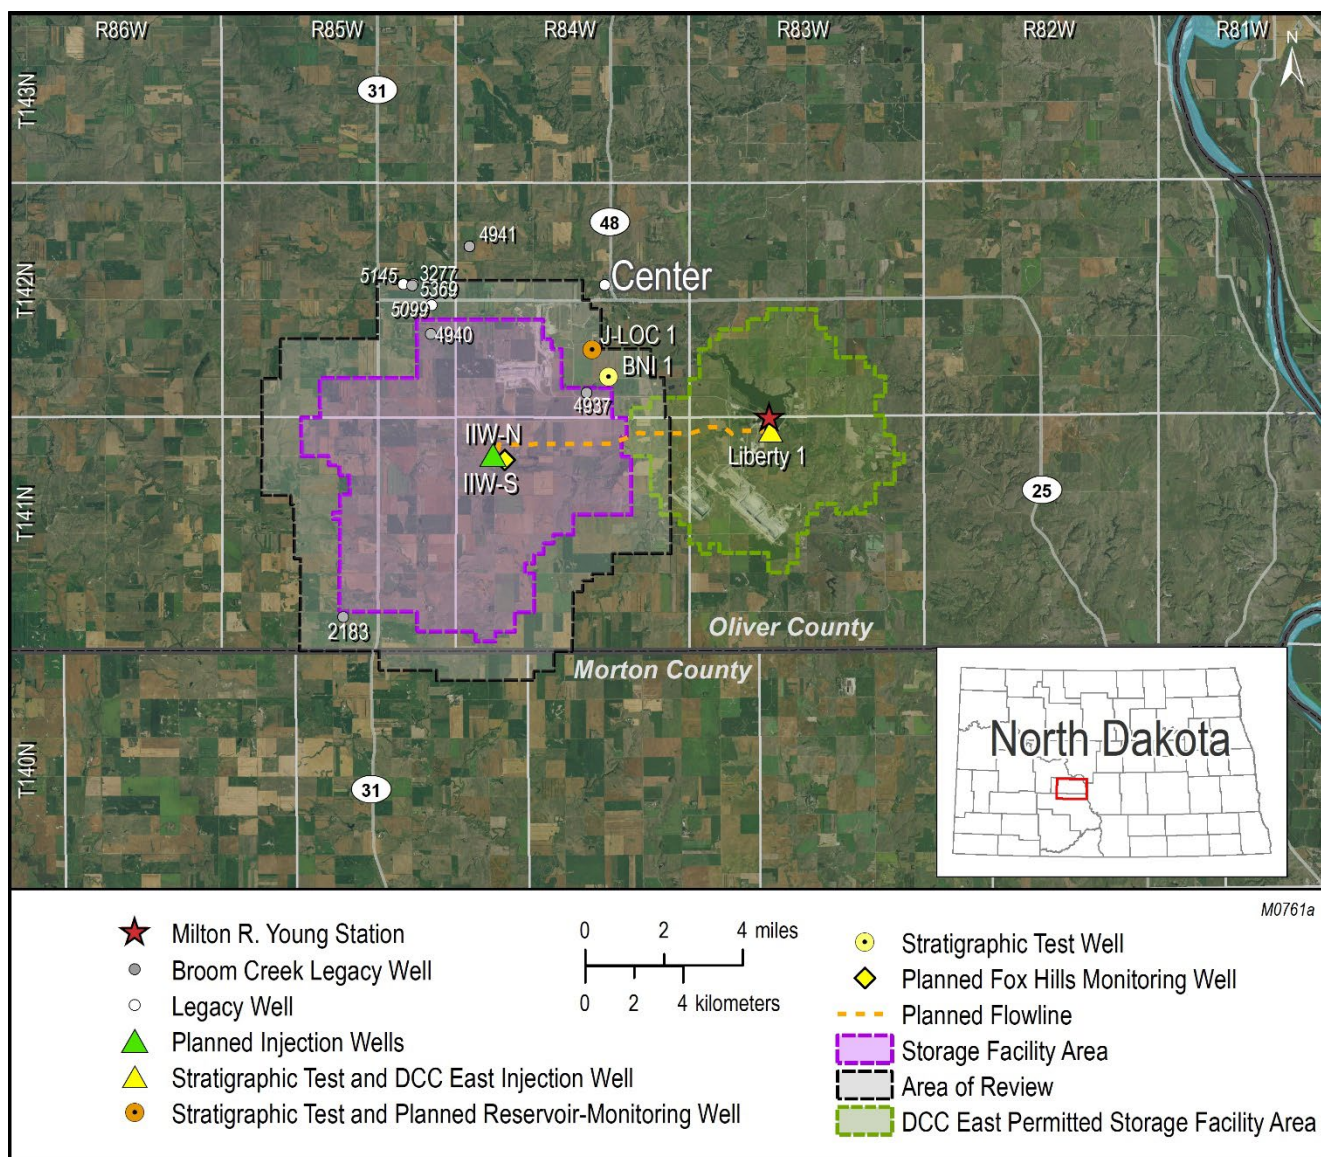 R86W R85W R84W R83W R82W R81W
N
T143N
31
48
4941
T142N
5145 3277
5369
Center
5099
4940
J-LOC 1
BNI 1
4937
IIW-N
Liberty 1
IIW-S
25
T141N
2183
Oliver County
Morton County
North Dakota
T140N
31
M0761a
Milton R. Young Station
Broom Creek Legacy Well
Legacy Well
Planned Injection Wells
Stratigraphic Test and DCC East Injection Well
Stratigraphic Test and Planned Reservoir-Monitoring Well
0 2 4 miles
0 2 4 kilometers
Stratigraphic Test Well
Planned Fox Hills Monitoring Well
Planned Flowline
Storage Facility Area
Area of Review
DCC East Permitted Storage Facility Area